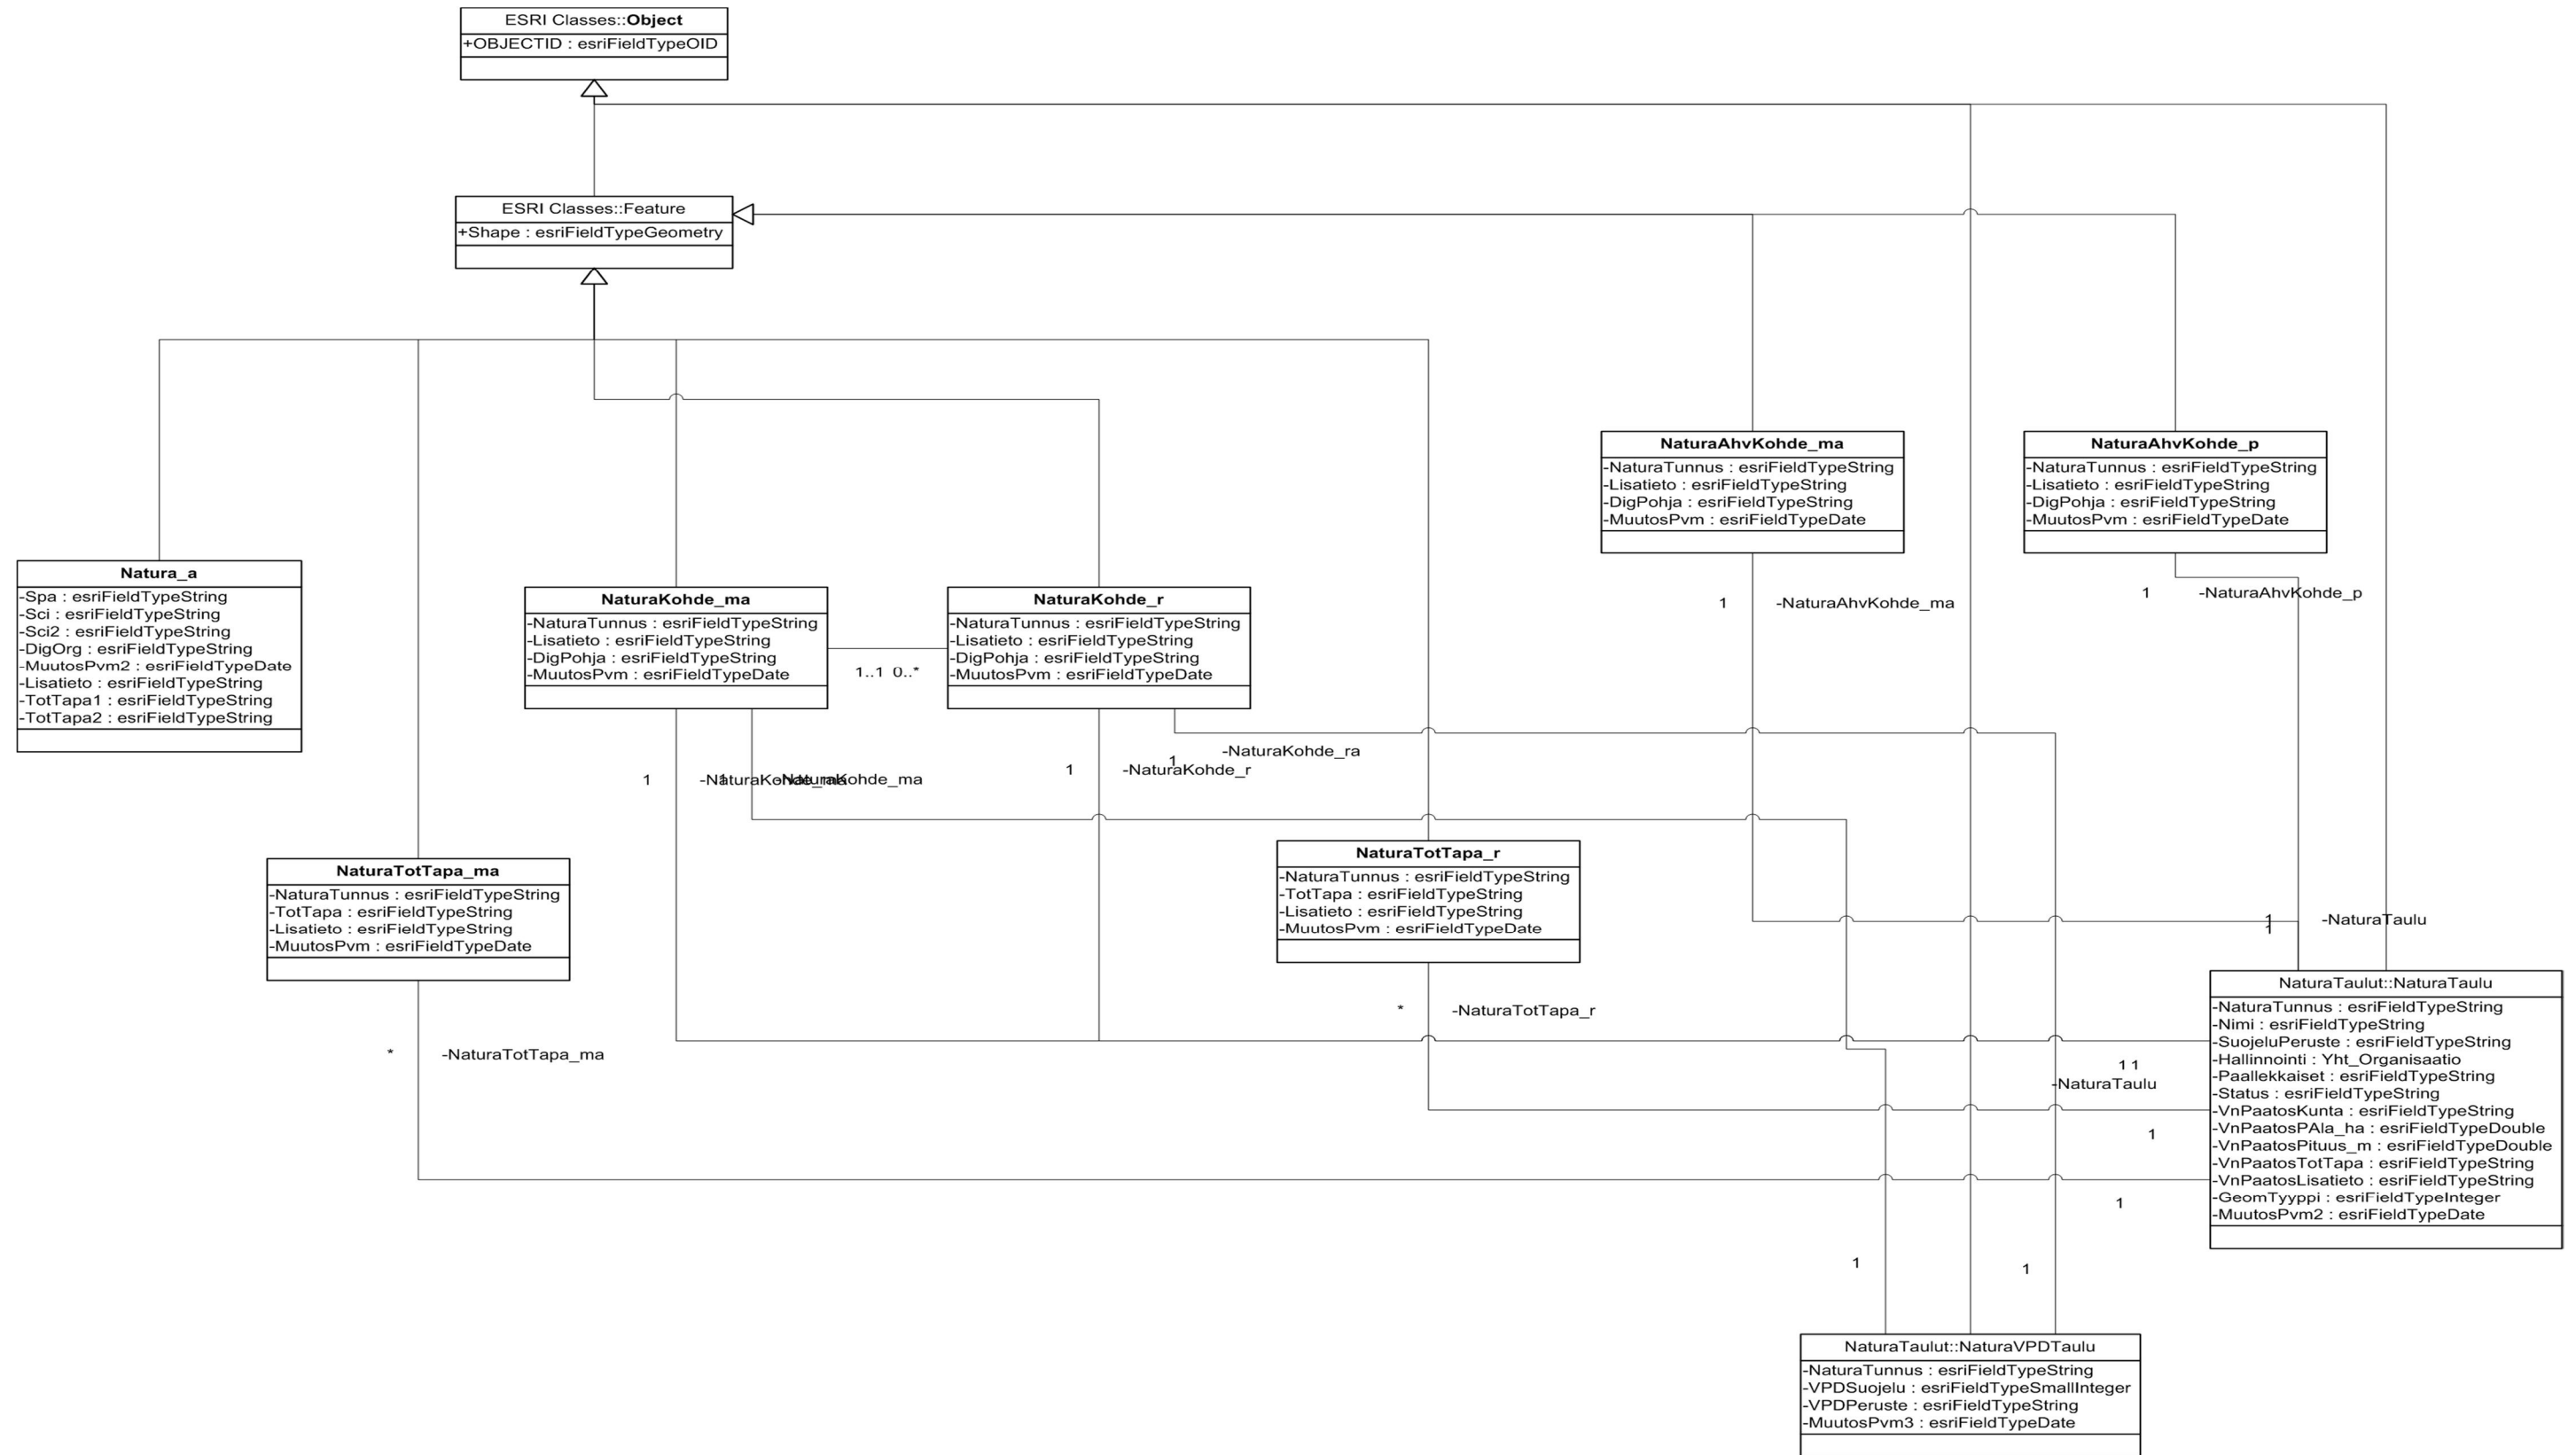 ESRI Classes::Object
+OBJECTID : esriFieldTypeOID
ESRI Classes::Feature
+Shape : esriFieldTypeGeometry
NaturaAhvKohde_ma
-NaturaTunnus : esriFieldTypeString
-Lisatieto : esriFieldTypeString
-DigPohja : esriFieldTypeString
-MuutosPvm : esriFieldTypeDate
NaturaAhvKohde_p
-NaturaTunnus : esriFieldTypeString
-Lisatieto : esriFieldTypeString
-DigPohja : esriFieldTypeString
-MuutosPvm : esriFieldTypeDate
Natura_a
-Spa : esriFieldTypeString
-Sci : esriFieldTypeString
-Sci2 : esriFieldTypeString
-DigOrg : esriFieldTypeString
-MuutosPvm2 : esriFieldTypeDate
-Lisatieto : esriFieldTypeString
-TotTapa1 : esriFieldTypeString
-TotTapa2 : esriFieldTypeString
NaturaKohde_ma
-NaturaTunnus : esriFieldTypeString
-Lisatieto : esriFieldTypeString
-DigPohja : esriFieldTypeString
-MuutosPvm : esriFieldTypeDate
1..1 0..*
NaturaKohde_r
-NaturaTunnus : esriFieldTypeString
-Lisatieto : esriFieldTypeString
-DigPohja : esriFieldTypeString
-MuutosPvm : esriFieldTypeDate
1 -NaturaAhvKohde_ma
1 -NaturaAhvKohde_p
1 -NaturaKohde_ma
1 -NaturaKohde_ma
1 -NaturaKohde_ra
1 -NaturaKohde_r
NaturaTotTapa_ma
-NaturaTunnus : esriFieldTypeString
-TotTapa : esriFieldTypeString
-Lisatieto : esriFieldTypeString
-MuutosPvm : esriFieldTypeDate
NaturaTotTapa_r
-NaturaTunnus : esriFieldTypeString
-TotTapa : esriFieldTypeString
-Lisatieto : esriFieldTypeString
-MuutosPvm : esriFieldTypeDate
1 -NaturaTaulu
1
* -NaturaTotTapa_r
* -NaturaTotTapa_ma
NaturaTaulut::NaturaTaulu
-NaturaTunnus : esriFieldTypeString
-Nimi : esriFieldTypeString
-SuojeluPeruste : esriFieldTypeString
-Hallinnointi : Yht_Organisaatio
-Paallekkaiset : esriFieldTypeString
-Status : esriFieldTypeString
-VnPaatosKunta : esriFieldTypeString
-VnPaatosPAla_ha : esriFieldTypeDouble
-VnPaatosPituus_m : esriFieldTypeDouble
-VnPaatosTotTapa : esriFieldTypeString
-VnPaatosLisatieto : esriFieldTypeString
-GeomTyyppi : esriFieldTypeInteger
-MuutosPvm2 : esriFieldTypeDate
1 1
-NaturaTaulu
1
1
1
1
NaturaTaulut::NaturaVPDTaulu
-NaturaTunnus : esriFieldTypeString
-VPDSuojelu : esriFieldTypeSmallInteger
-VPDPeruste : esriFieldTypeString
-MuutosPvm3 : esriFieldTypeDate